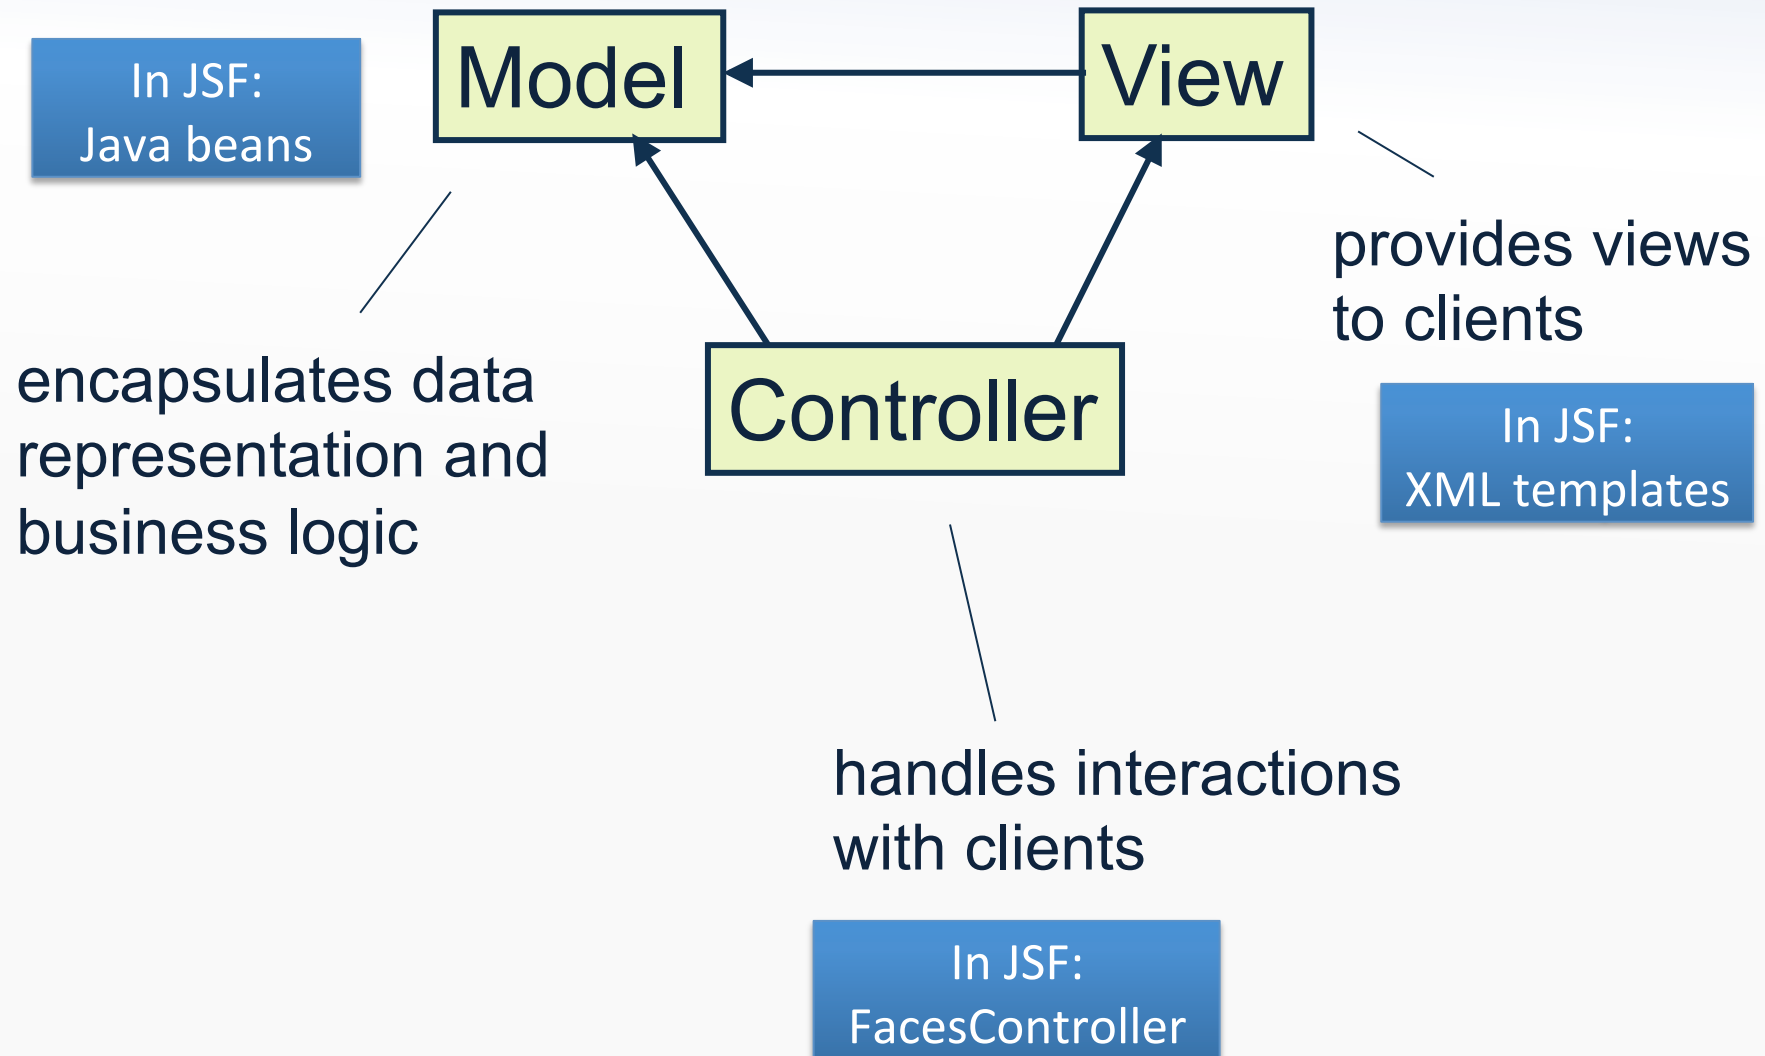 In JSF:
Java beans
Model
View
encapsulates data
representation and
business logic
Controller
provides views
to clients
In JSF:
XML templates
handles interactions
with clients
In JSF:
FacesController